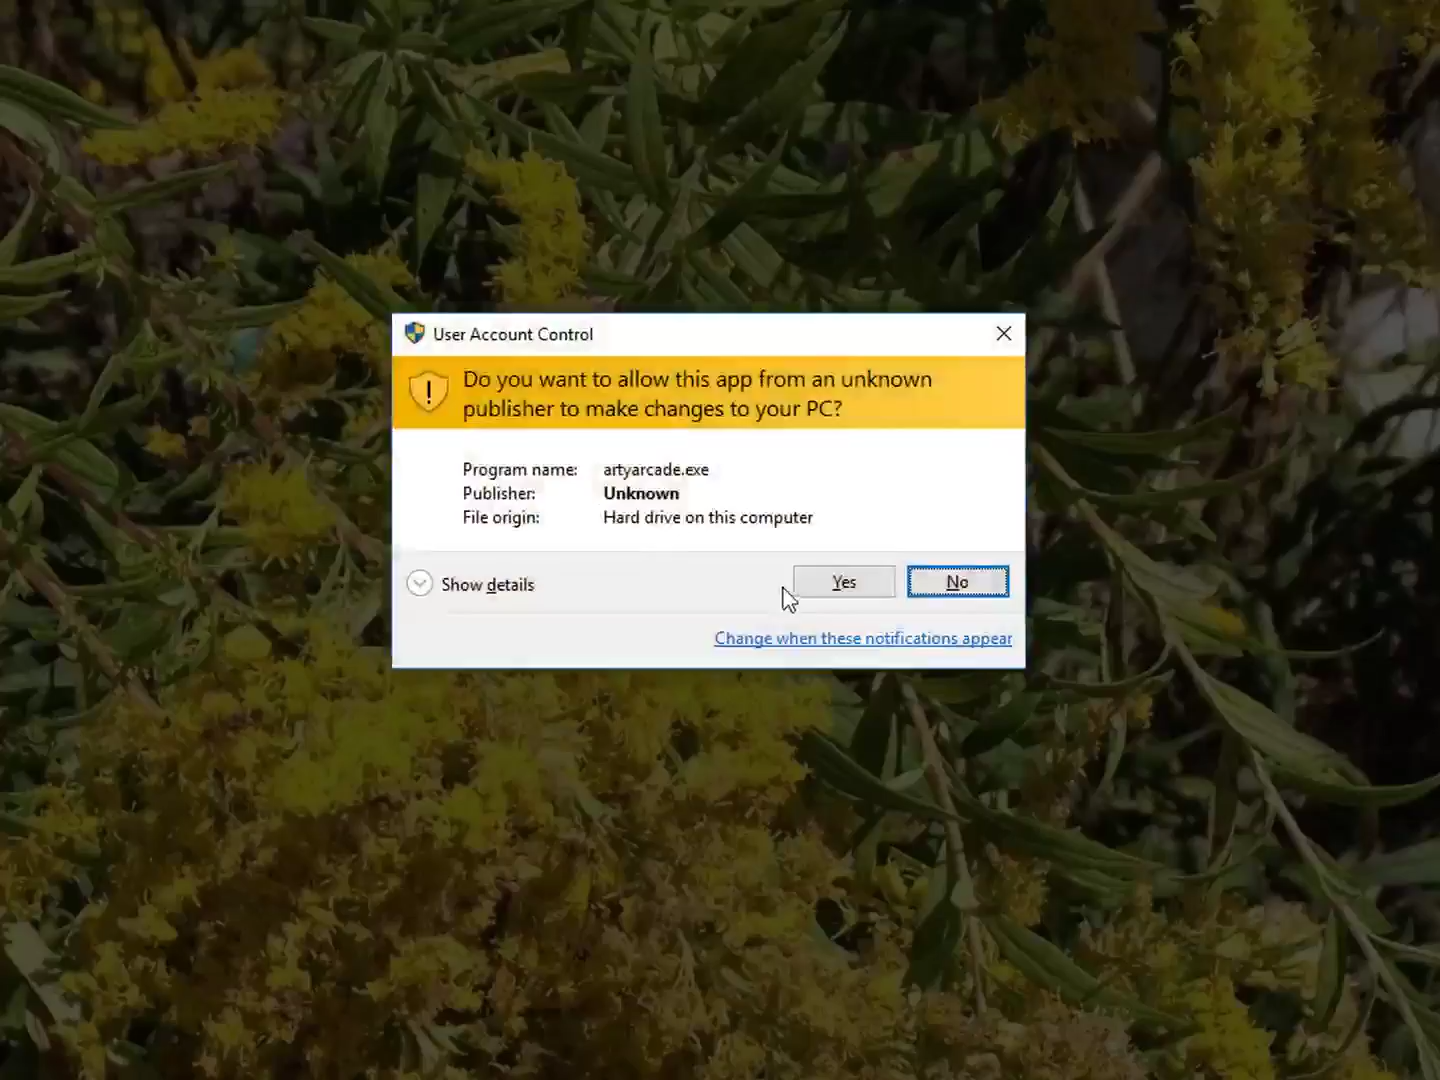 User Account Control
Do you want to allow this app from an unknown
publisher to make changes to your PC?
Program name: artyarcade.exe
Publisher: Unknown
File origin: Hard drive on this computer
Show details
Yes
No
Change when these notifications appear